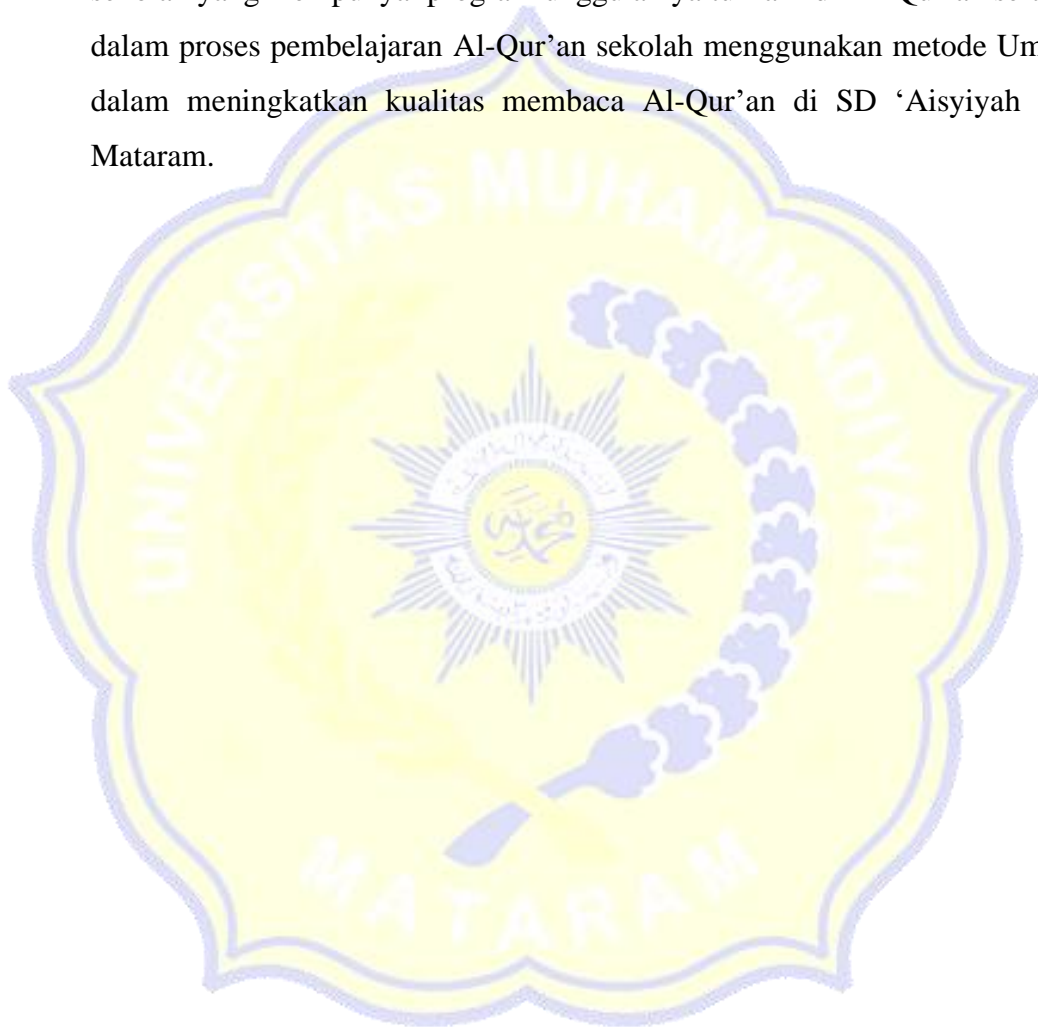 dalam proses pembelajaran Al-Qur’an sekolah menggunakan metode Um
dalam meningkatkan kualitas membaca Al-Qur’an di SD ‘Aisyiyah
Mataram.
UNIVERSITAS MUHAMMADIYAH
MATARAM